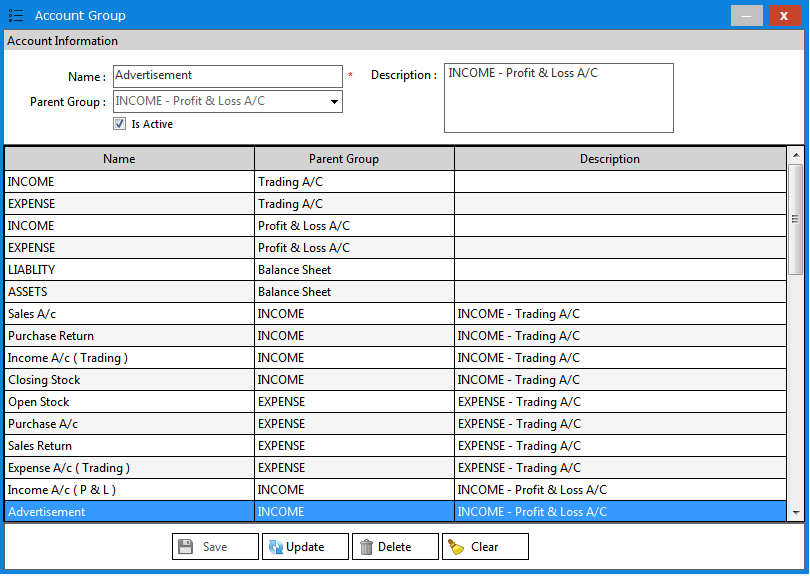 Account Group
Account Information
Name : Advertisement * Description : INCOME - Profit & Loss A/C
Parent Group : INCOME - Profit & Loss A/C
Is Active
Name Parent Group Description
INCOME Trading A/C
EXPENSE Trading A/C
INCOME Profit & Loss A/C
EXPENSE Profit & Loss A/C
LIABLITY Balance Sheet
ASSETS Balance Sheet
Sales A/c INCOME INCOME - Trading A/C
Purchase Return INCOME INCOME - Trading A/C
Income A/c ( Trading ) INCOME INCOME - Trading A/C
Closing Stock INCOME INCOME - Trading A/C
Open Stock EXPENSE EXPENSE - Trading A/C
Purchase A/c EXPENSE EXPENSE - Trading A/C
Sales Return EXPENSE EXPENSE - Trading A/C
Expense A/c ( Trading ) EXPENSE EXPENSE - Trading A/C
Income A/c ( P & L ) INCOME INCOME - Profit & Loss A/C
Advertisement INCOME INCOME - Profit & Loss A/C
Save Update Delete Clear